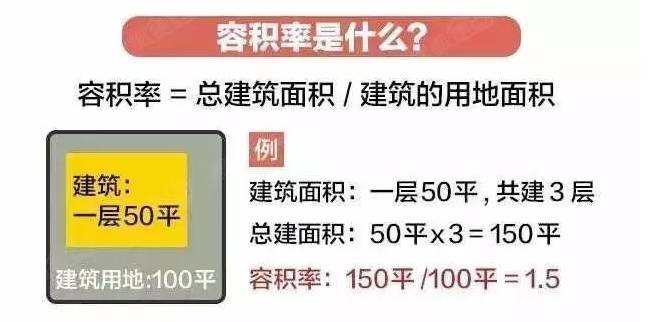 容积率是什么?
容积率 = 总建筑面积 / 建筑的用地面积
建筑:
一层50平
建筑用地:100平
例
建筑面积: 一层50平, 共建3层
总建面积: 50平x3=150平
容积率: 150平/100平=1.5